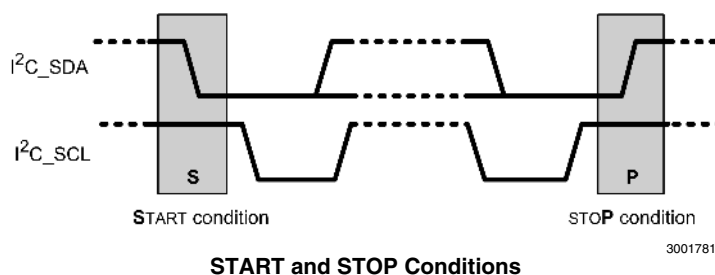 I²C_SDA
I²C_SCL
S
P
START condition
STOP condition
3001781
START and STOP Conditions